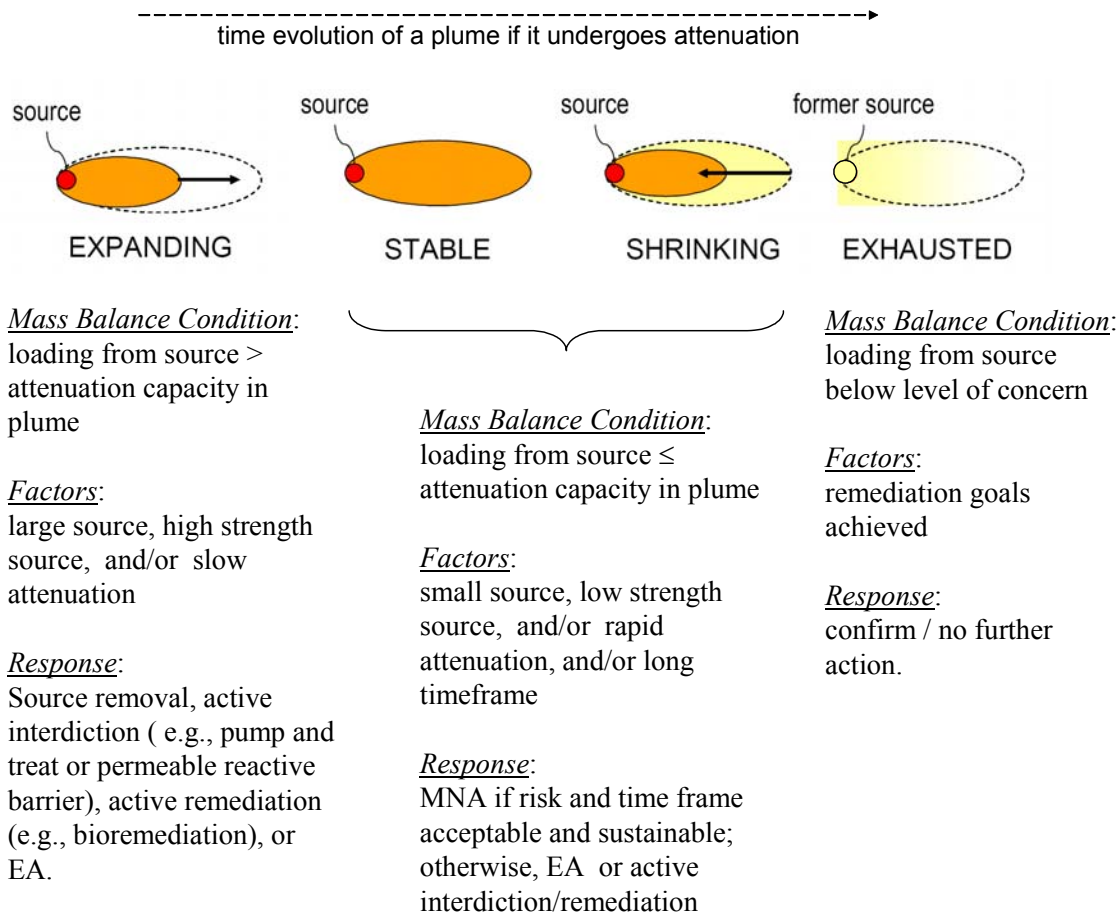 time evolution of a plume if it undergoes attenuation
source
source
source
former source
EXPANDING
STABLE
SHRINKING
EXHAUSTED
Mass Balance Condition:
loading from source >
attenuation capacity in
plume
Factors:
large source, high strength
source, and/or slow
attenuation
Response:
Source removal, active
interdiction ( e.g., pump and
treat or permeable reactive
barrier), active remediation
(e.g., bioremediation), or
EA.
Mass Balance Condition:
loading from source ≤
attenuation capacity in plume
Factors:
small source, low strength
source, and/or rapid
attenuation, and/or long
timeframe
Response:
MNA if risk and time frame
acceptable and sustainable;
otherwise, EA or active
interdiction/remediation
Mass Balance Condition:
loading from source
below level of concern
Factors:
remediation goals
achieved
Response:
confirm / no further
action.